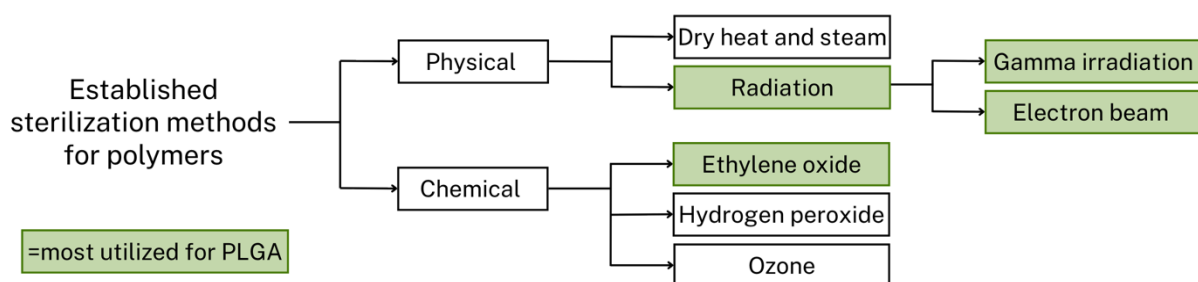 Established
sterilization methods
for polymers
Physical
Dry heat and steam
Radiation
Gamma irradiation
Electron beam
Chemical
Ethylene oxide
Hydrogen peroxide
Ozone
=most utilized for PLGA